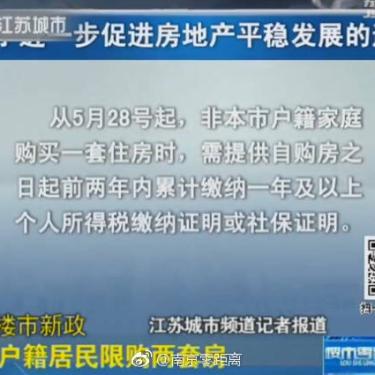 江苏城市
一步促进房地产平稳发展的
从5月28号起，非本市户籍家庭
购买一套住房时，需提供自购房之
日起前两年内累计缴纳一年及以上
个人所得税缴纳证明或社保证明。
楼市新政
江苏城市频道记者报道
户籍居民限购两套房
@南京零距离